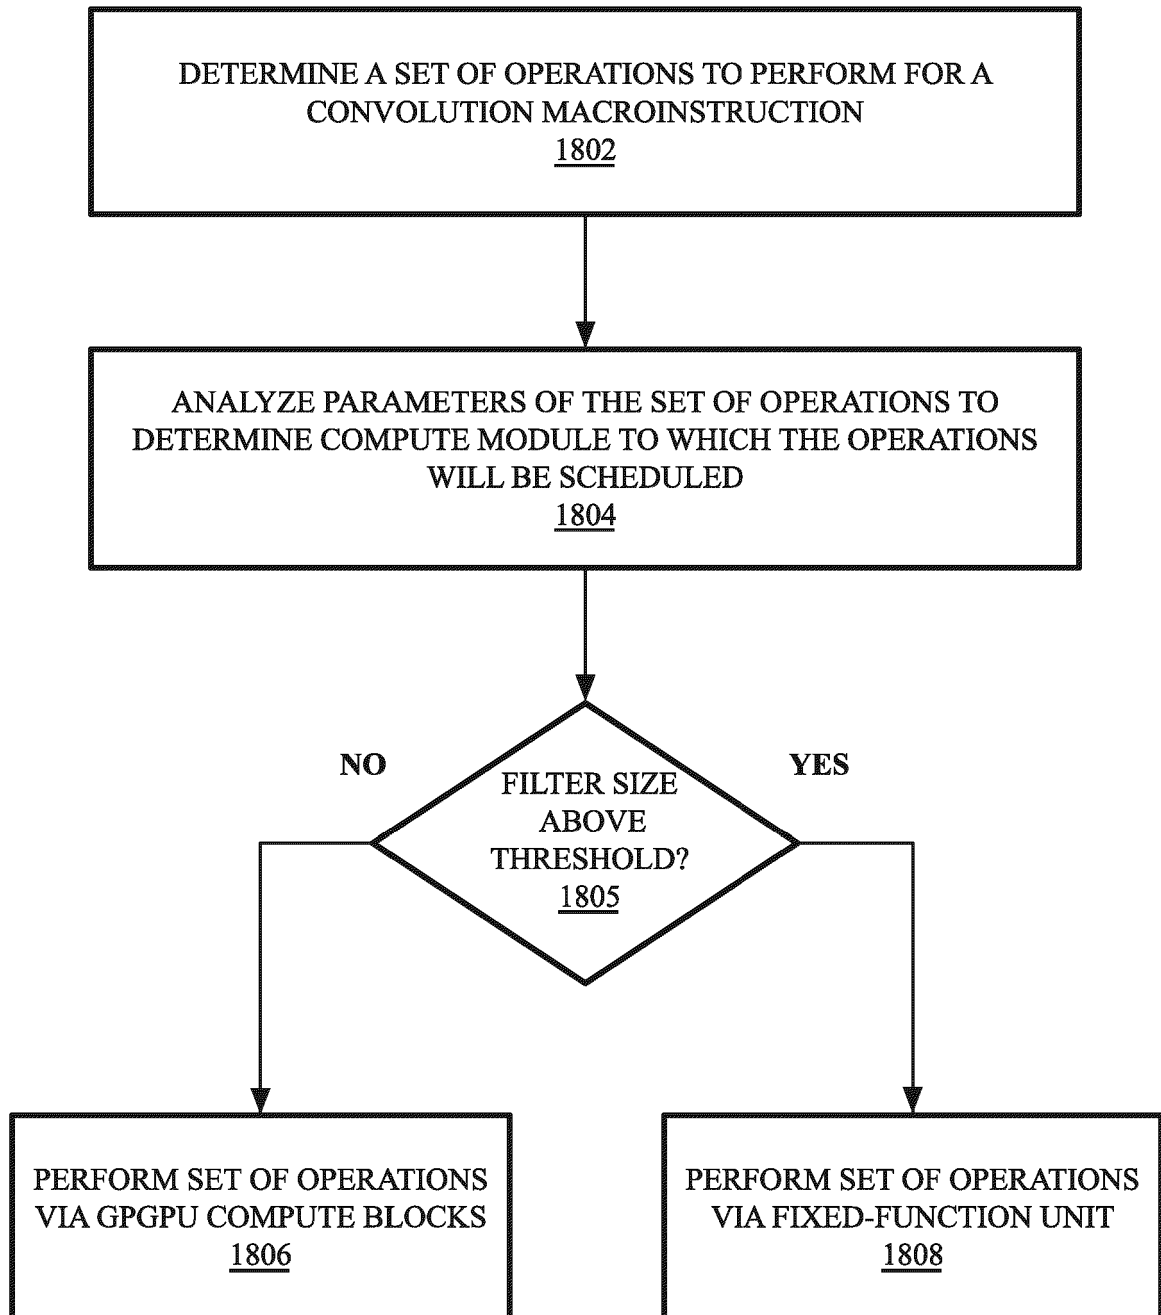 DETERMINE A SET OF OPERATIONS TO PERFORM FOR A
CONVOLUTION MACROINSTRUCTION
1802
ANALYZE PARAMETERS OF THE SET OF OPERATIONS TO
DETERMINE COMPUTE MODULE TO WHICH THE OPERATIONS
WILL BE SCHEDULED
1804
NO
YES
FILTER SIZE
ABOVE
THRESHOLD?
1805
PERFORM SET OF OPERATIONS
VIA GPGPU COMPUTE BLOCKS
1806
PERFORM SET OF OPERATIONS
VIA FIXED-FUNCTION UNIT
1808